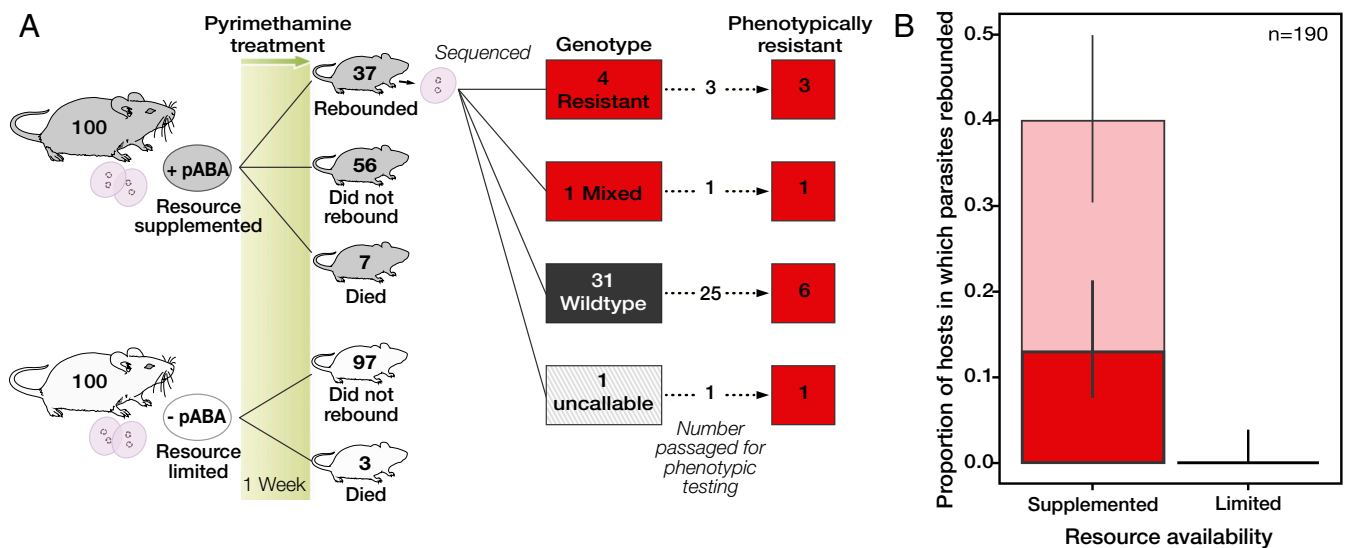 A
Pyrimethamine
treatment
100
+ pABA
Resource
supplemented
37
Rebounded
56
Did not
rebound
7
Died
100
- pABA
Resource
limited
97
Did not
rebound
3
Died
1 Week
Sequenced
Genotype
Phenotypically
resistant
4
Resistant
3
3
1 Mixed
1
1
31
Wildtype
25
6
1
uncallable
1
1
Number
passaged for
phenotypic
testing
B
n=190
Proportion of hosts in which parasites rebounded
0.5
0.4
0.3
0.2
0.1
0.0
Supplemented
Limited
Resource availability